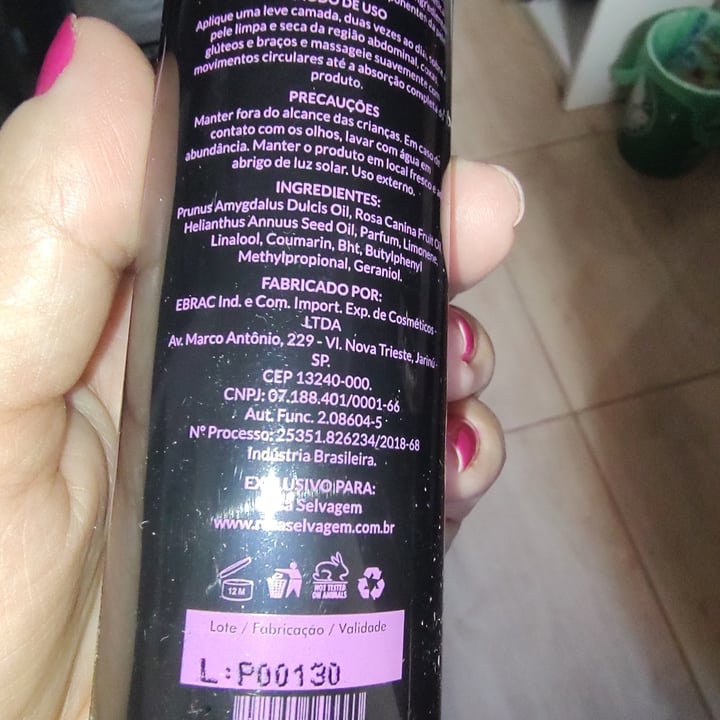 MODO DE USO
Aplique uma leve camada, duas vezes ao dia, sobre a
pele limpa e seca da região abdominal, coxas,
glúteos e braços e massageie suavemente com
movimentos circulares até a absorção completa
produto.
PRECAUÇÕES
Manter fora do alcance das crianças. Em caso de
contato com os olhos, lavar com água em
abundância. Manter o produto em local fresco e ao
abrigo de luz solar. Uso externo.
INGREDIENTES:
Prunus Amygdalus Dulcis Oil, Rosa Canina Fruit Oil,
Helianthus Annuus Seed Oil, Parfum, Limonene,
Linalool, Coumarin, Bht, Butylphenyl
Methylpropional, Geraniol.
FABRICADO POR:
EBRAC Ind. e Com. Import. Exp. de Cosméticos -
LTDA
Av. Marco Antônio, 229 - Vl. Nova Trieste, Jarinú -
SP.
CEP 13240-000.
CNPJ: 07.188.401/0001-66
Aut. Func. 2.08604-5
Nº Processo: 25351.826234/2018-68
Indústria Brasileira.
EXCLUSIVO PARA:
Selvagem
www.rosaselvagem.com.br
12 M
NOT TESTED
ON ANIMALS
Lote / Fabricação / Validade
L:P00130